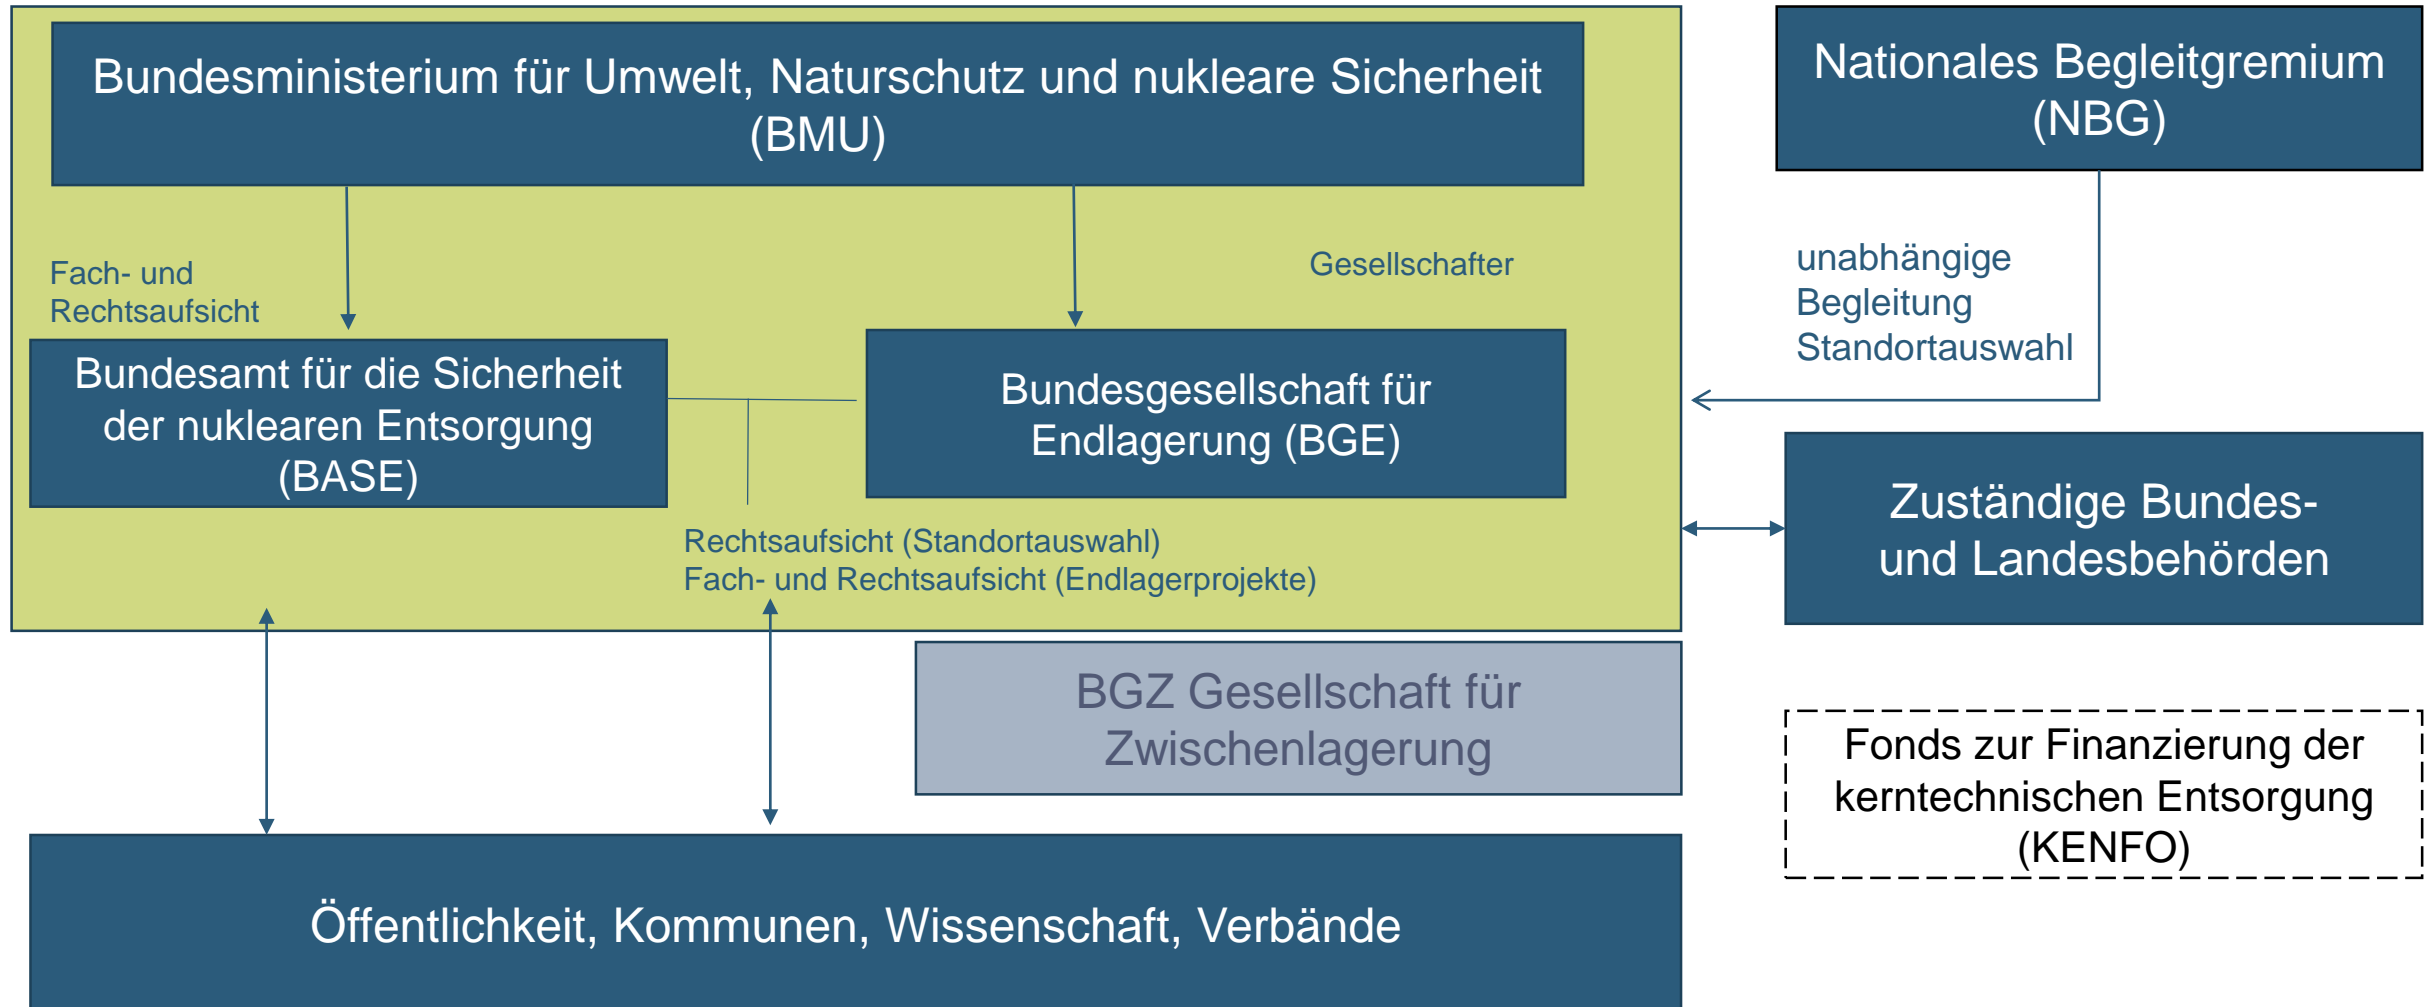 Bundesministerium für Umwelt, Naturschutz und nukleare Sicherheit
(BMU)
Nationales Begleitgremium
(NBG)
Fach- und
Rechtsaufsicht
Gesellschafter
unabhängige
Begleitung
Standortauswahl
Bundesamt für die Sicherheit
der nuklearen Entsorgung
(BASE)
Bundesgesellschaft für
Endlagerung (BGE)
Rechtsaufsicht (Standortauswahl)
Fach- und Rechtsaufsicht (Endlagerprojekte)
Zuständige Bundes-
und Landesbehörden
BGZ Gesellschaft für
Zwischenlagerung
Fonds zur Finanzierung der
kerntechnischen Entsorgung
(KENFO)
Öffentlichkeit, Kommunen, Wissenschaft, Verbände